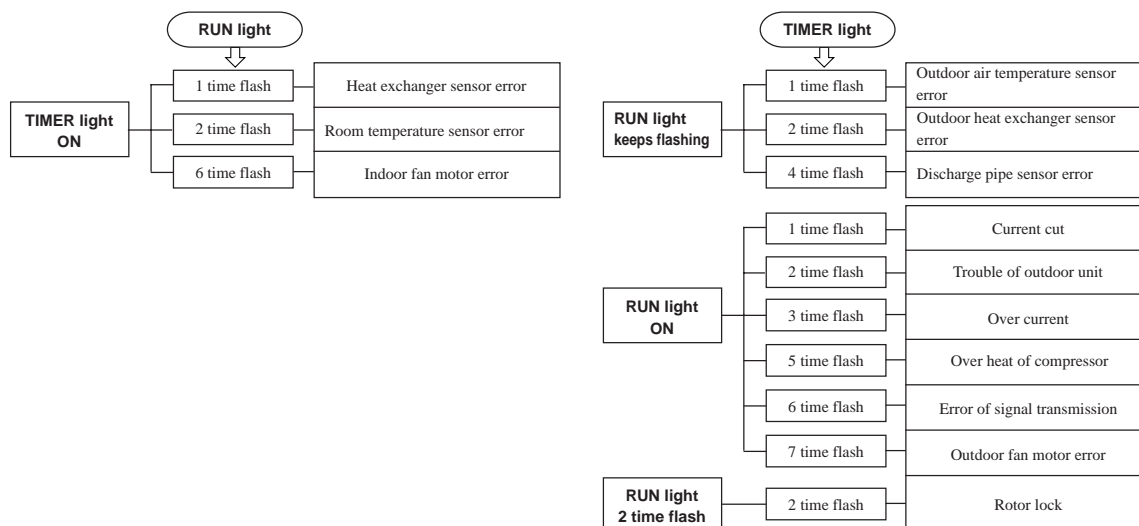 RUN light
1 time flash
Heat exchanger sensor error
TIMER light
ON
2 time flash
Room temperature sensor error
6 time flash
Indoor fan motor error
TIMER light
1 time flash
Outdoor air temperature sensor
error
RUN light
keeps flashing
2 time flash
Outdoor heat exchanger sensor
error
4 time flash
Discharge pipe sensor error
1 time flash
Current cut
2 time flash
Trouble of outdoor unit
RUN light
ON
3 time flash
Over current
5 time flash
Over heat of compressor
6 time flash
Error of signal transmission
7 time flash
Outdoor fan motor error
RUN light
2 time flash
2 time flash
Rotor lock